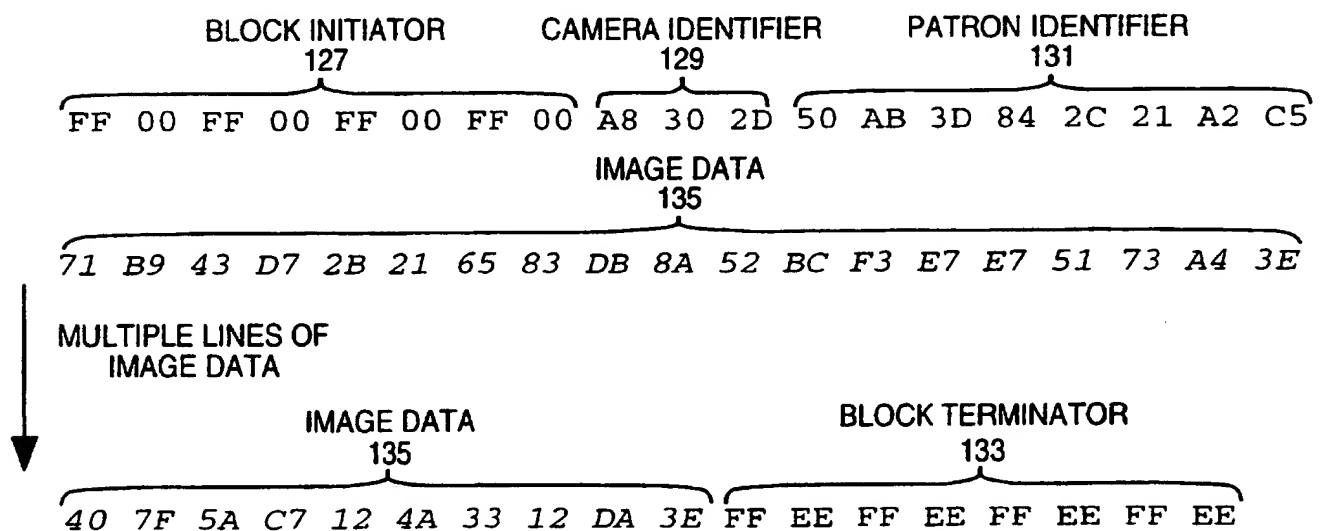 BLOCK INITIATOR CAMERA IDENTIFIER PATRON IDENTIFIER
127 129 131
FF 00 FF 00 FF 00 FF 00 A8 30 2D 50 AB 3D 84 2C 21 A2 C5
IMAGE DATA
135
71 B9 43 D7 2B 21 65 83 DB 8A 52 BC F3 E7 E7 51 73 A4 3E
MULTIPLE LINES OF
IMAGE DATA
IMAGE DATA BLOCK TERMINATOR
135 133
40 7F 5A C7 12 4A 33 12 DA 3E FF EE FF EE FF EE FF EE